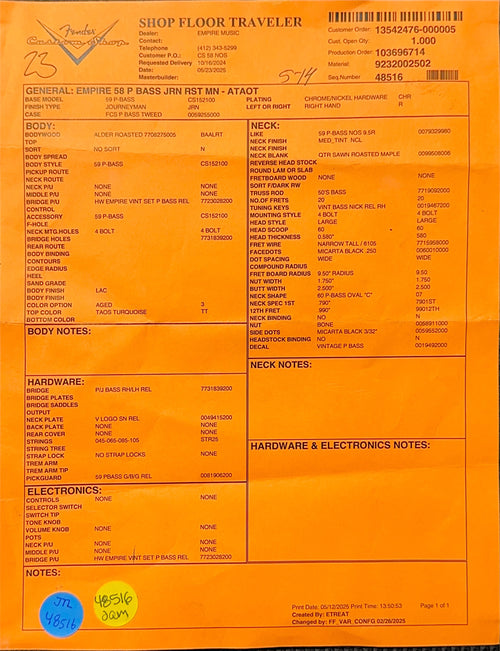 Fender
Custom Shop
23
SHOP FLOOR TRAVELER
Dealer: EMPIRE MUSIC
Contact:
Telephone (412) 343-5299
Customer P.O.: CS 58 NOS
Requested Delivery 10/16/2024
Date: 05/23/2025
Masterbuilder:
5-14
Customer Order: 13542476-000005
Cust. Open Qty: 1.000
Production Order: 103696714
Material: 9232002502
Seq.Number 48516
GENERAL: EMPIRE 58 P BASS JRN RST MN - ATAOT
BASE MODEL 59 P-BASS CS152100 PLATING CHROME/NICKEL HARDWARE CHR
FINISH TYPE JOURNEYMAN JRN LEFT OR RIGHT RIGHT HAND R
CASE FCS P BASS TWEED 0059255000
BODY:
BODYWOOD ALDER ROASTED 7708275005 BAALRT
TOP
SORT NO SORT N
BODY SPREAD
BODY STYLE 59 P-BASS CS152100
PICKUP ROUTE
NECK ROUTE
NECK P/U NONE NONE
MIDDLE P/U NONE NONE
BRIDGE P/U HW EMPIRE VINT SET P BASS REL 7723028200
CONTROL
ACCESSORY 59 P-BASS CS152100
F-HOLE
NECK MTG.HOLES 4 BOLT 4 BOLT
BRIDGE HOLES 7731839200
REAR ROUTE
BODY BINDING
CONTOURS
EDGE RADIUS
HEEL
SAND GRADE
BODY FINISH LAC
BODY FINISH
COLOR OPTION AGED 3
TOP COLOR TAOS TURQUOISE TT
BOTTOM COLOR
BODY NOTES:
HARDWARE:
BRIDGE P/J BASS RH/LH REL 7731839200
BRIDGE PLATES
BRIDGE SADDLES
OUTPUT
NECK PLATE V LOGO SN REL 0049415200
BACK PLATE NONE NONE
REAR COVER NONE NONE
STRINGS 045-065-085-105 STR25
STRING TREE
STRAP LOCK NO STRAP LOCKS NONE
TREM ARM
TREM ARM TIP
PICKGUARD 59 PBASS G/B/G REL 0081906200
ELECTRONICS:
CONTROLS NONE NONE
SELECTOR SWITCH
SWITCH TIP
TONE KNOB
VOLUME KNOB NONE NONE
POTS
NECK P/U NONE NONE
MIDDLE P/U NONE NONE
BRIDGE P/U HW EMPIRE VINT SET P BASS REL 7723028200
NECK:
LIKE 59 P-BASS NOS 9.5R 0079329980
NECK FINISH MED_TINT NCL
NECK FINISH
NECK BLANK QTR SAWN ROASTED MAPLE 0099508006
REVERSE HEAD STOCK
ROUND LAM OR SLAB
FRETBOARD WOOD NONE NONE
SORT F/DARK RW
TRUSS ROD 50'S BASS 7719092000
NO.OF FRETS 20 20
TUNING KEYS VINT BASS NICK REL RH 0019467200
MOUNTING STYLE 4 BOLT 4 BOLT
HEAD STYLE LARGE LARGE
HEAD SCOOP 60 60
HEAD THICKNESS 0.580" 580
FRET WIRE NARROW TALL / 6105 7715958000
FACEDOTS MICARTA BLACK .250 0060010000
DOT SPACING WIDE WIDE
COMPOUND RADIUS
FRET BOARD RADIUS 9.50" RADIUS 9.50
NUT WIDTH 1.750" 1.750
BUTT WIDTH 2.500" 2.500
NECK SHAPE 60 P-BASS OVAL "C" 07
NECK SPEC 1ST 790" 7901ST
12TH FRET .990" 99012TH
NECK BINDING NO N
NUT BONE 0058911000
SIDE DOTS MICARTA BLACK 3/32" 0059552000
HEADSTOCK BINDING NO N
DECAL VINTAGE P BASS 0019492000
NECK NOTES:
HARDWARE & ELECTRONICS NOTES:
NOTES:
JN
48516
48516
Print Date: 05/12/2025 Print Time: 13:50:53 Page 1 of 1
Created By: ETREAT
Changed by: FF_VAR_CONFG 02/26/2025